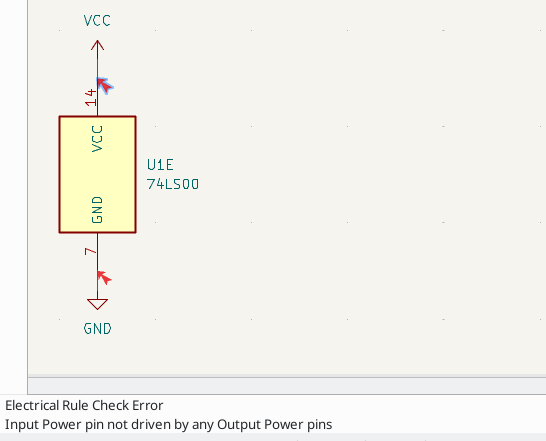 VCC
14
VCC
U1E
74LS00
GND
7
GND
Electrical Rule Check Error
Input Power pin not driven by any Output Power pins